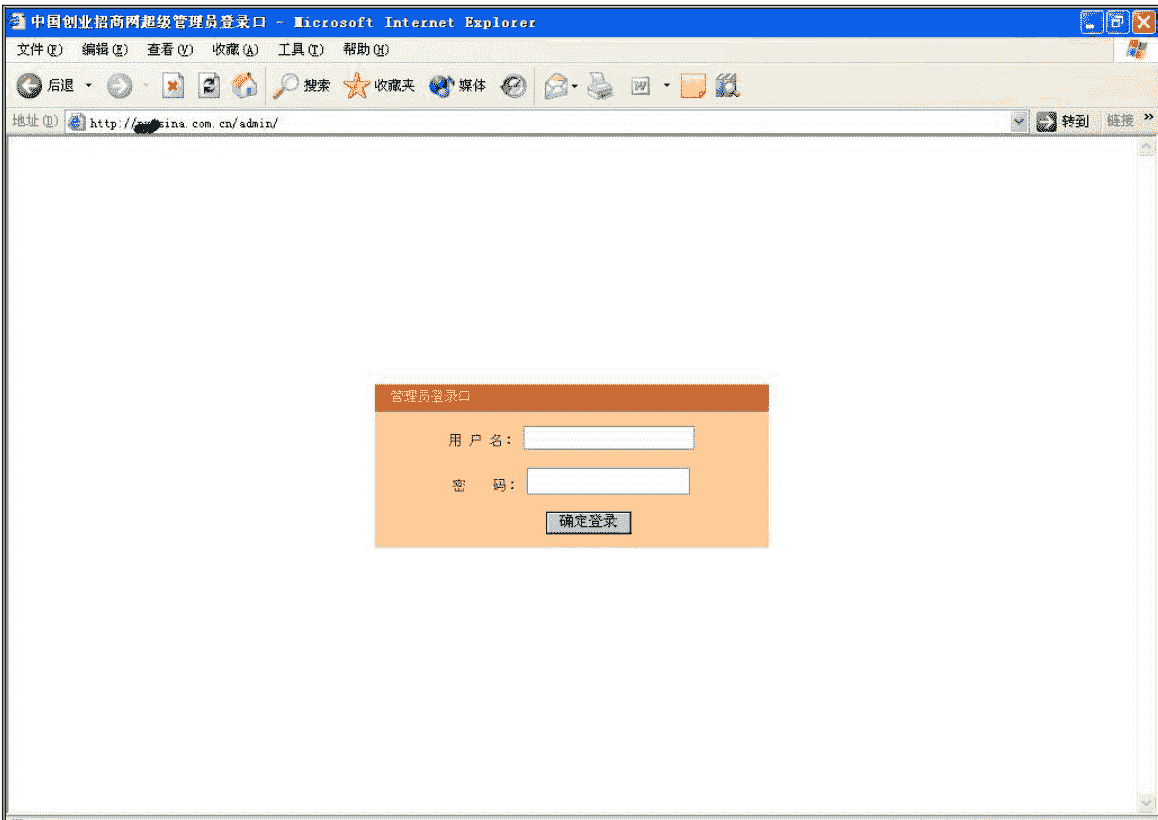 中国创业招商网超级管理员登录口 - Microsoft Internet Explorer
文件(F) 编辑(E) 查看(V) 收藏(A) 工具(T) 帮助(H)
后退 搜索 收藏夹 媒体
地址(D) http:// sina.com.cn/admin/ 转到 链接 »
管理员登录口
用 户 名：
密 码：
确定登录